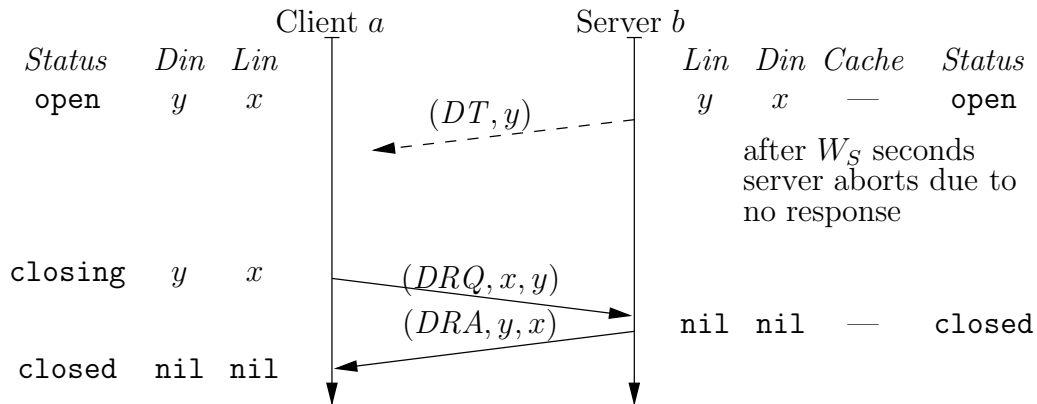 Client a Server b
Status Din Lin Lin Din Cache Status
open y x y x — open
(DT, y)
after W_S seconds
server aborts due to
no response
closing y x (DRQ, x, y)
(DRA, y, x) nil nil — closed
closed nil nil